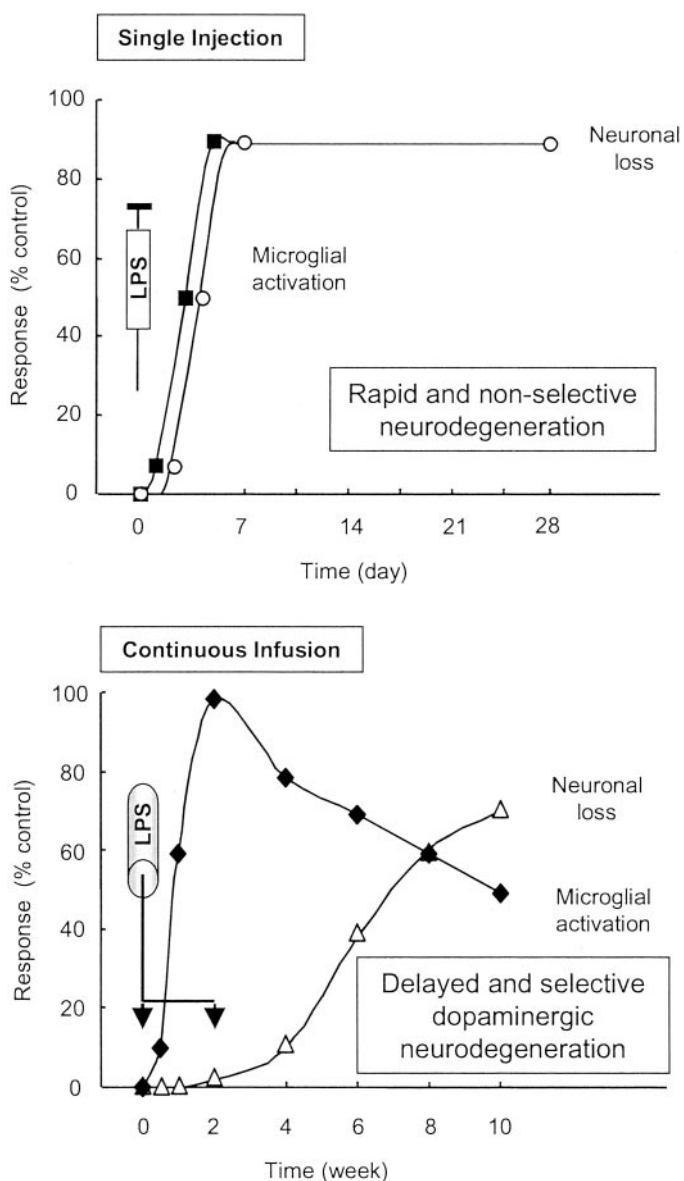 Single Injection
100
80
60
40
20
0
Response (% control)
LPS
Neuronal
loss
Microglial
activation
Rapid and non-selective
neurodegeneration
0 7 14 21 28
Time (day)
Continuous Infusion
100
80
60
40
20
0
Response (% control)
LPS
Neuronal
loss
Microglial
activation
Delayed and selective
dopaminergic
neurodegeneration
0 2 4 6 8 10
Time (week)